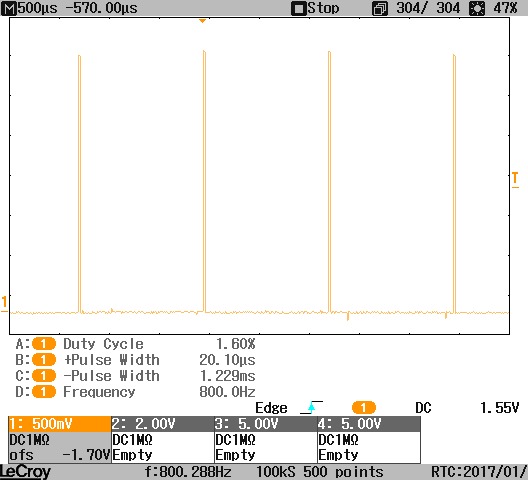 M 500µs -570.00µs Stop 304/ 304 47%
T
1
A: 1 Duty Cycle 1.60%
B: 1 +Pulse Width 20.10µs
C: 1 -Pulse Width 1.229ms
D: 1 Frequency 800.0Hz
Edge 1 DC 1.55V
1: 500mV 2: 2.00V 3: 5.00V 4: 5.00V
DC1MΩ DC1MΩ DC1MΩ DC1MΩ
ofs -1.70V Empty Empty Empty
LeCroy f:800.288Hz 100kS 500 points RTC:2017/01/